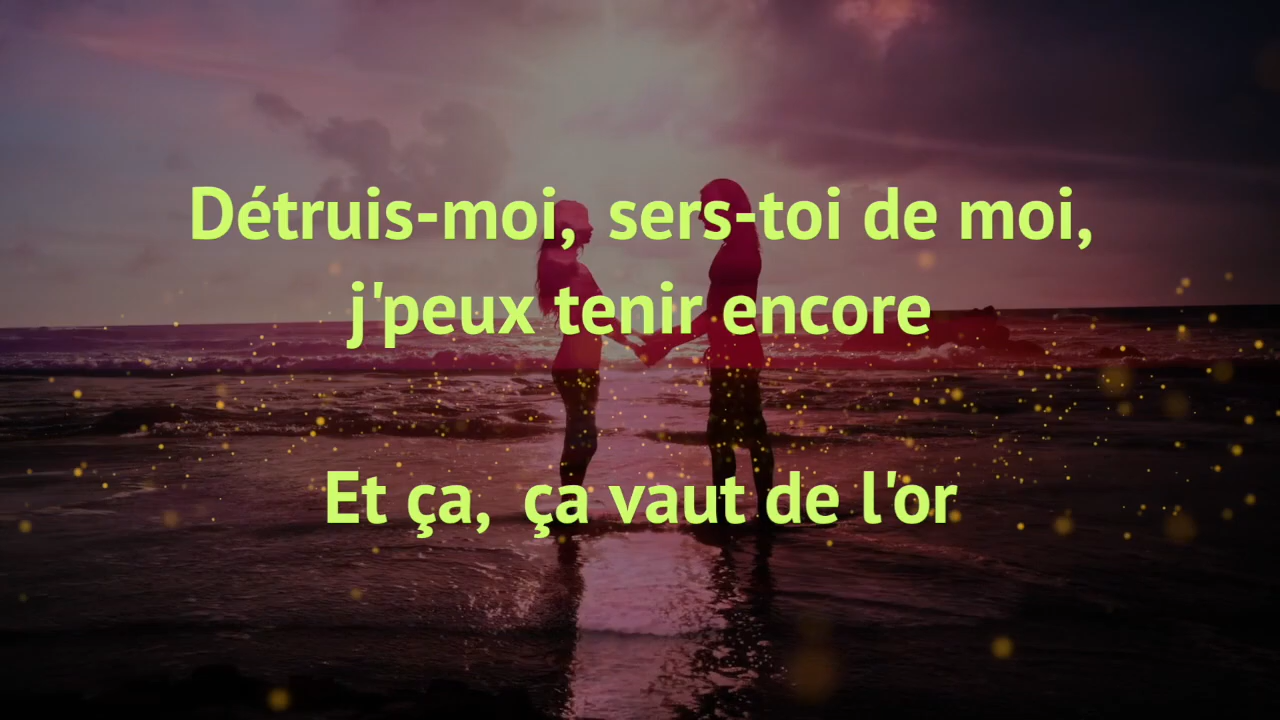 Détruis-moi, sers-toi de moi,
j'peux tenir encore
Et ça, ça vaut de l'or